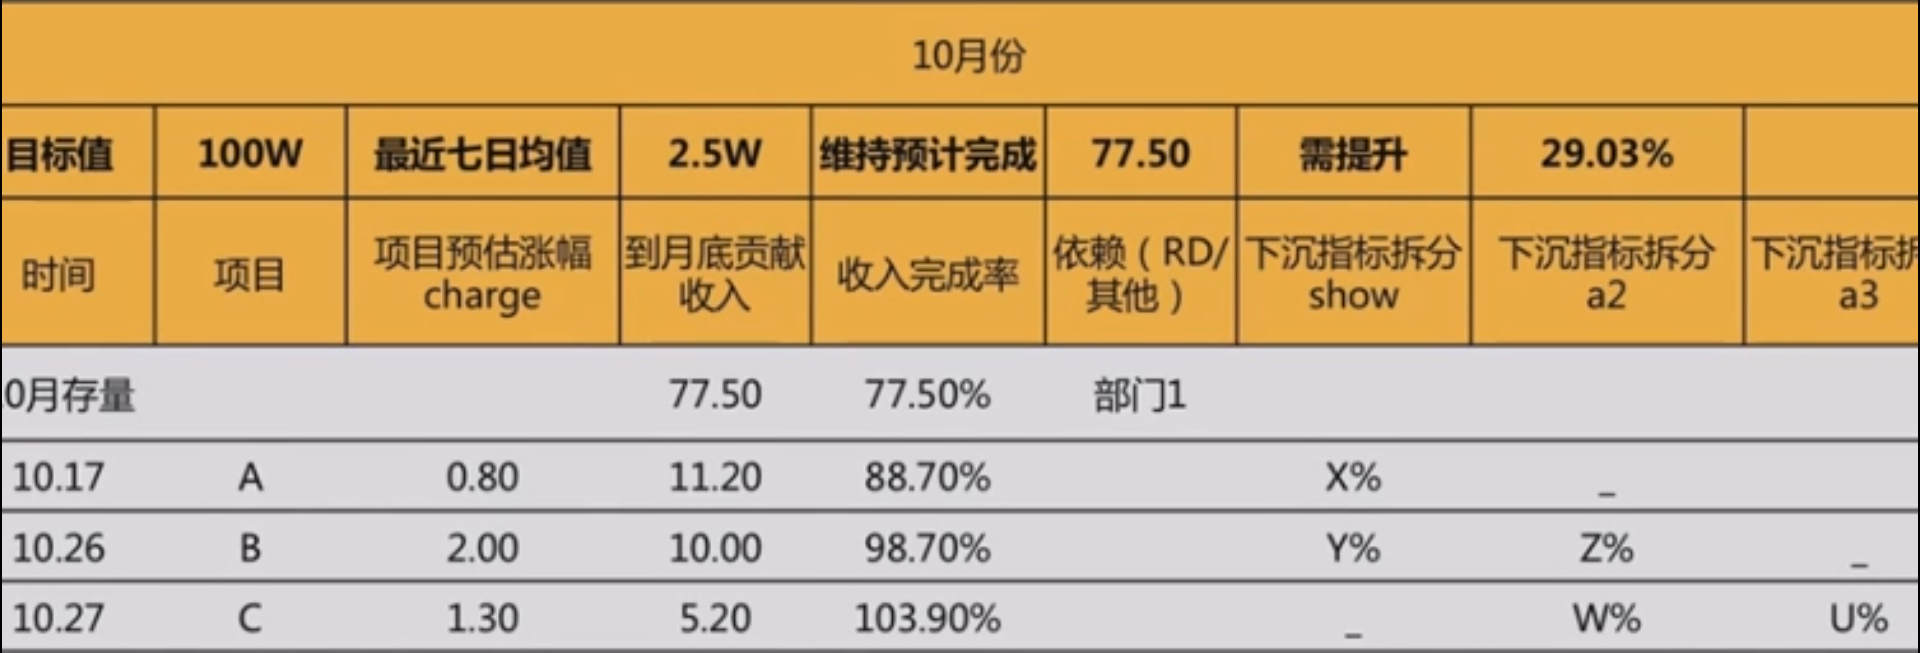 10月份
目标值 100W 最近七日均值 2.5W 维持预计完成 77.50 需提升 29.03%
时间 项目 项目预估涨幅 charge 到月底贡献收入 收入完成率 依赖（RD/其他） 下沉指标拆分 show 下沉指标拆分 a2 下沉指标拆 a3
0月存量 77.50 77.50% 部门1
10.17 A 0.80 11.20 88.70% X% _
10.26 B 2.00 10.00 98.70% Y% Z% _
10.27 C 1.30 5.20 103.90% _ W% U%